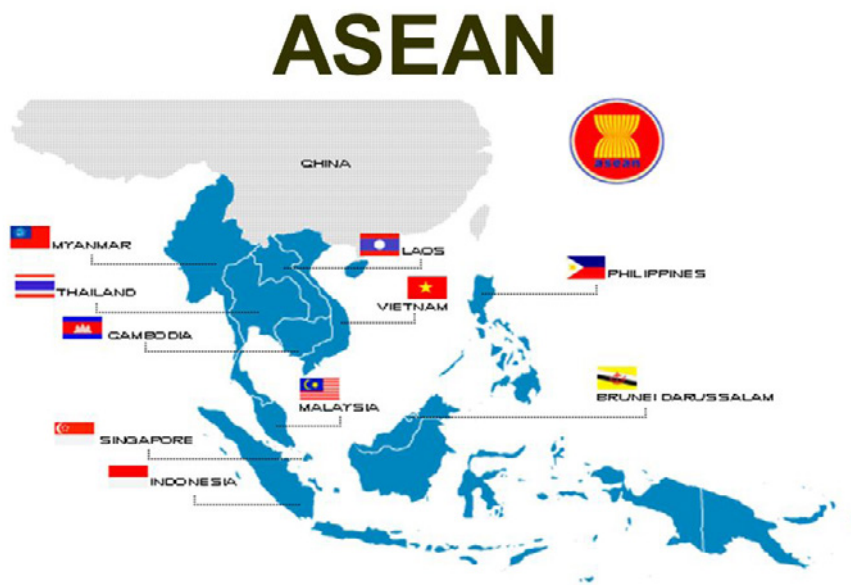 ASEAN
CHINA
asean
MYANMAR
LAOS
THAILAND
PHILIPPINES
VIETNAM
CAMBODIA
MALAYSIA
BRUNEI DARUSSALAM
SINGAPORE
INDONESIA